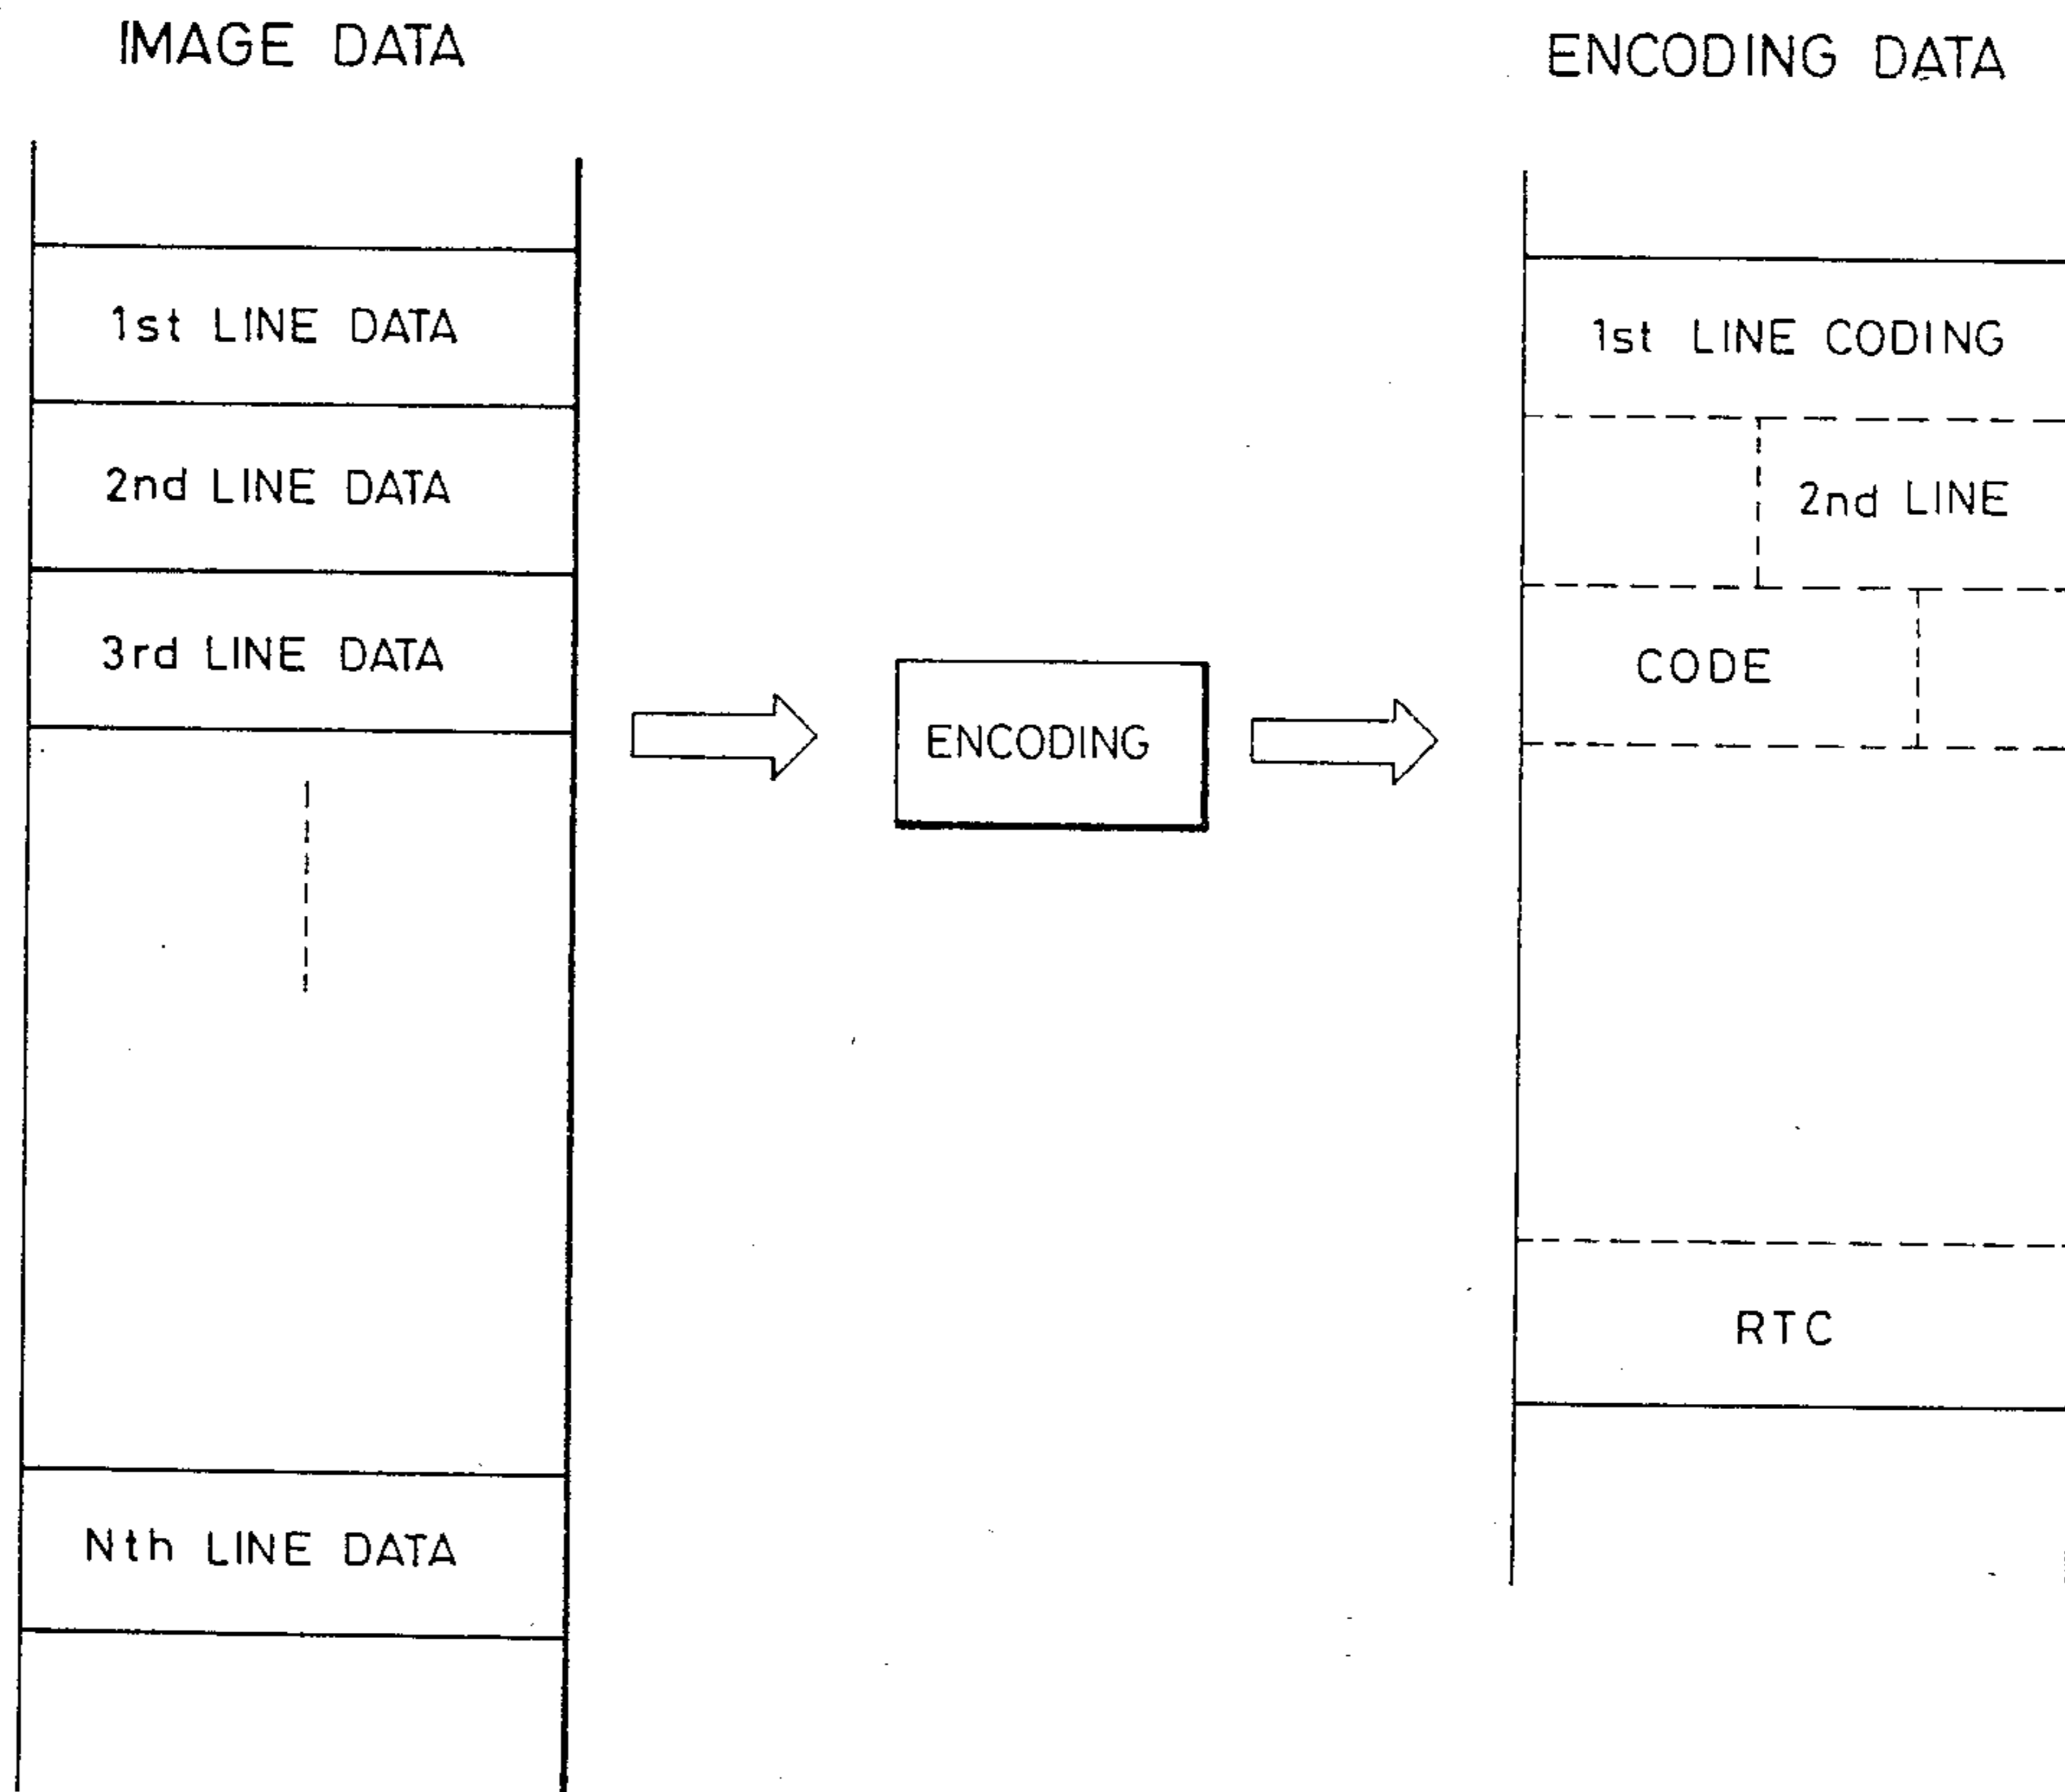 IMAGE DATA
1st LINE DATA
2nd LINE DATA
3rd LINE DATA
Nth LINE DATA
ENCODING
ENCODING DATA
1st LINE CODING
2nd LINE
CODE
RTC